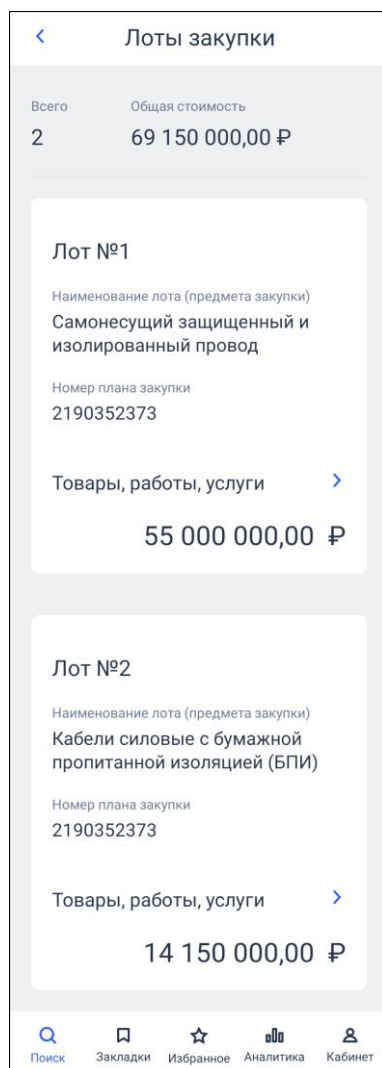 Лоты закупки
Всего Общая стоимость
2 69 150 000,00 ₽
Лот №1
Наименование лота (предмета закупки)
Самонесущий защищенный и
изолированный провод
Номер плана закупки
2190352373
Товары, работы, услуги
55 000 000,00 ₽
Лот №2
Наименование лота (предмета закупки)
Кабели силовые с бумажной
пропитанной изоляцией (БПИ)
Номер плана закупки
2190352373
Товары, работы, услуги
14 150 000,00 ₽
Поиск Закладки Избранное Аналитика Кабинет